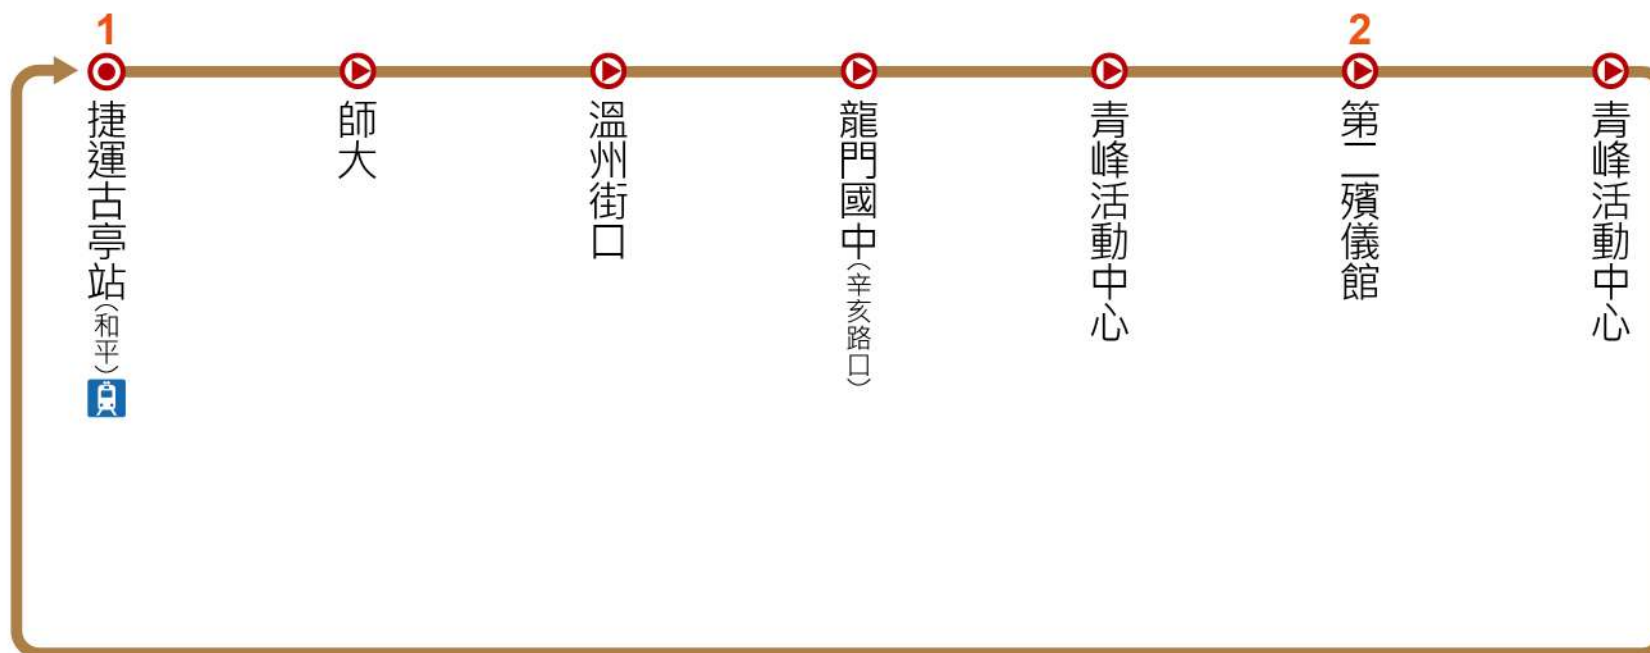 1
捷運古亭站(和平)
師大
溫州街口
龍門國中(辛亥路口)
青峰活動中心
2
第二殯儀館
青峰活動中心